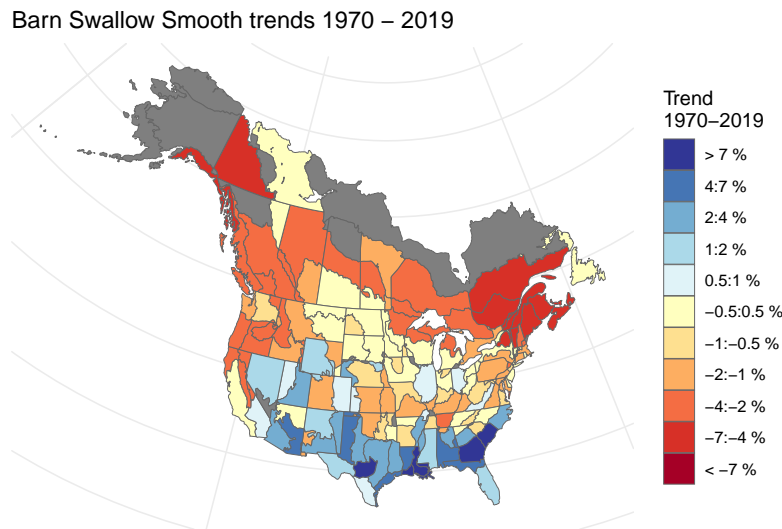 Barn Swallow Smooth trends 1970 – 2019
Trend
1970–2019
> 7 %
4:7 %
2:4 %
1:2 %
0.5:1 %
−0.5:0.5 %
−1:−0.5 %
−2:−1 %
−4:−2 %
−7:−4 %
< −7 %